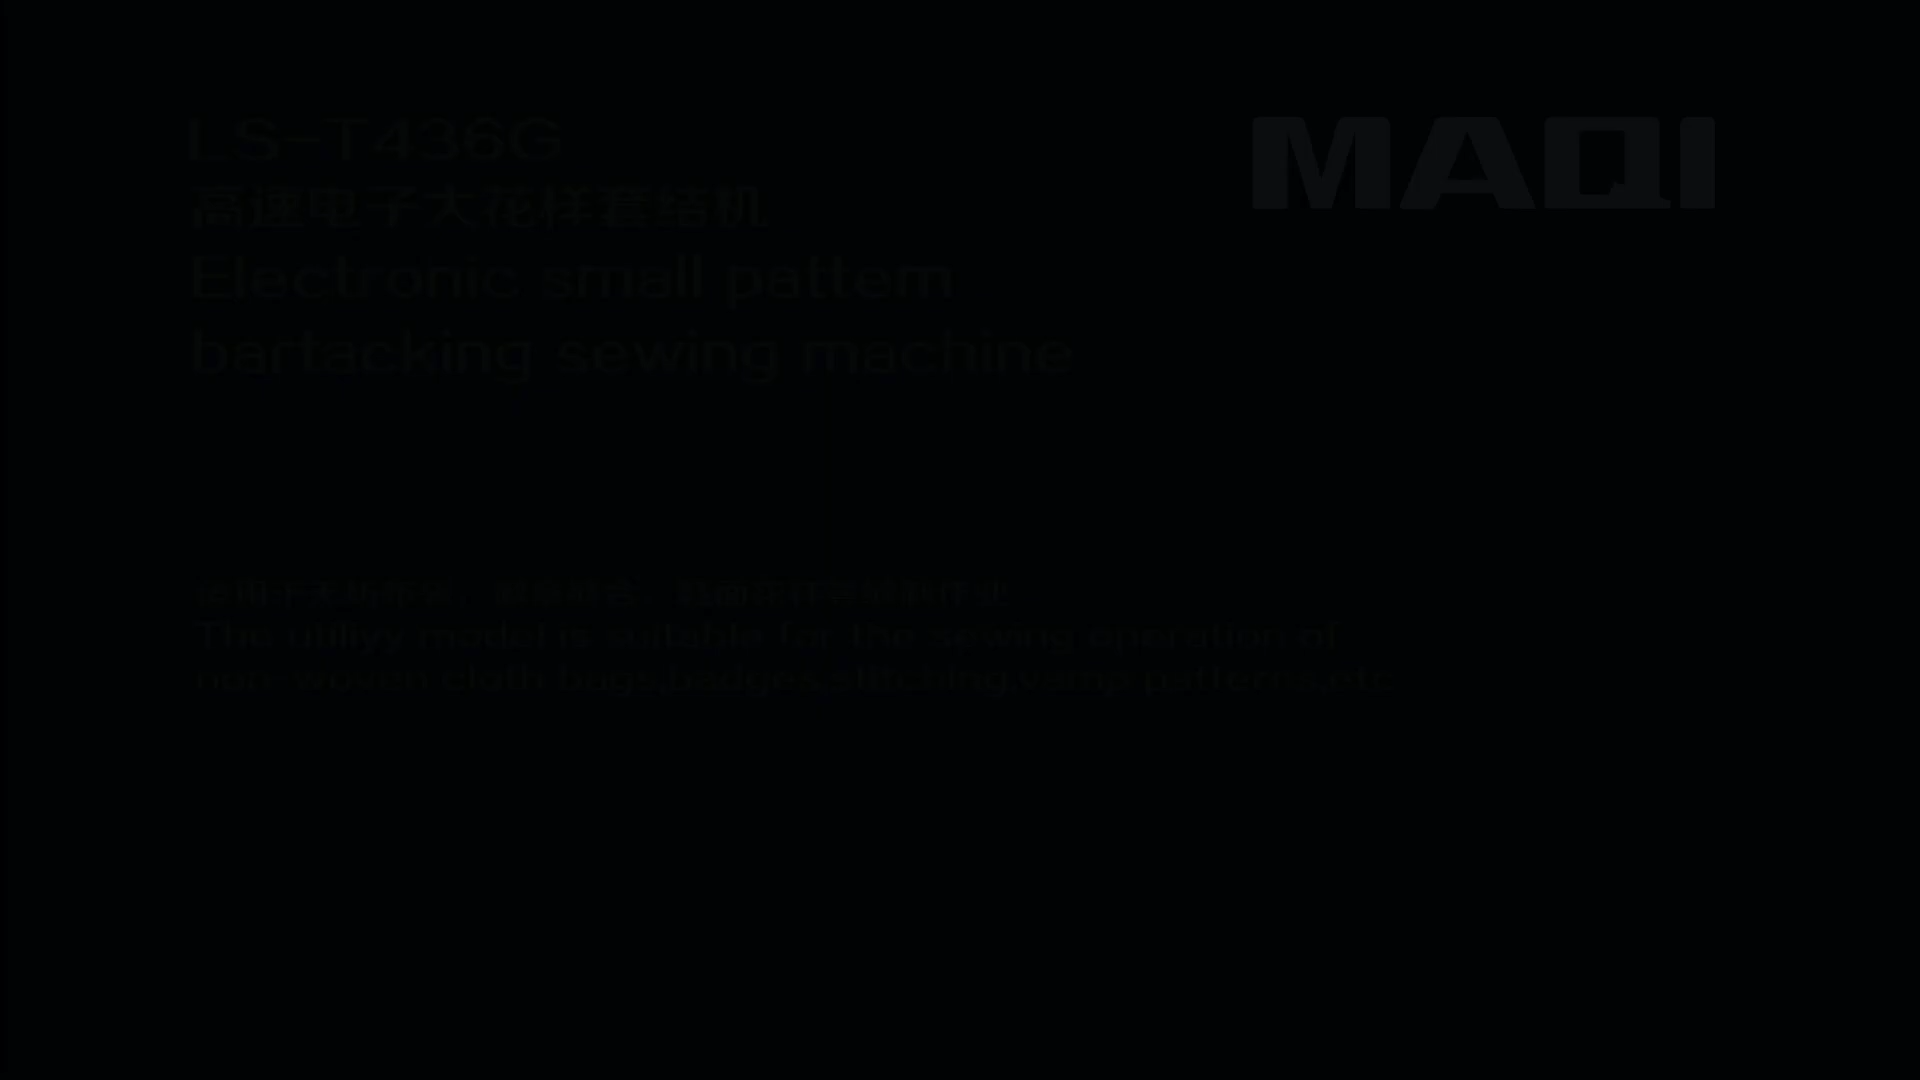 LS-T436G
MAQI
高速电子大花样套结机
Electronic small pattern
bartacking sewing machine
The utiliyy model is suitable for the sewing operation of
non-woven cloth bags,badges,stitching,vamp patterns,etc